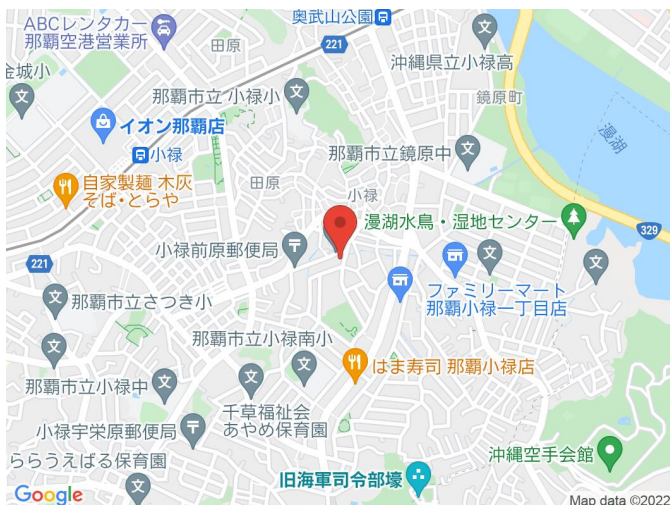 奥武山公園
ABCレンタカー
那覇空港営業所
田原
221
沖縄県立小禄高
金城小
那覇市立 小禄小
鏡原町
漫湖
イオン那覇店
那覇市立鏡原中
小禄
田原
小禄
自家製麺 木灰
そば・とらや
漫湖水鳥・湿地センター
329
小禄前原郵便局
221
ファミリーマート
那覇小禄一丁目店
那覇市立さつき小
那覇市立小禄南小
はま寿司 那覇小禄店
那覇市立小禄中
千草福祉会
あやめ保育園
小禄宇栄原郵便局
沖縄空手会館
ららうえばる保育園
旧海軍司令部壕
Google
Map data ©2022